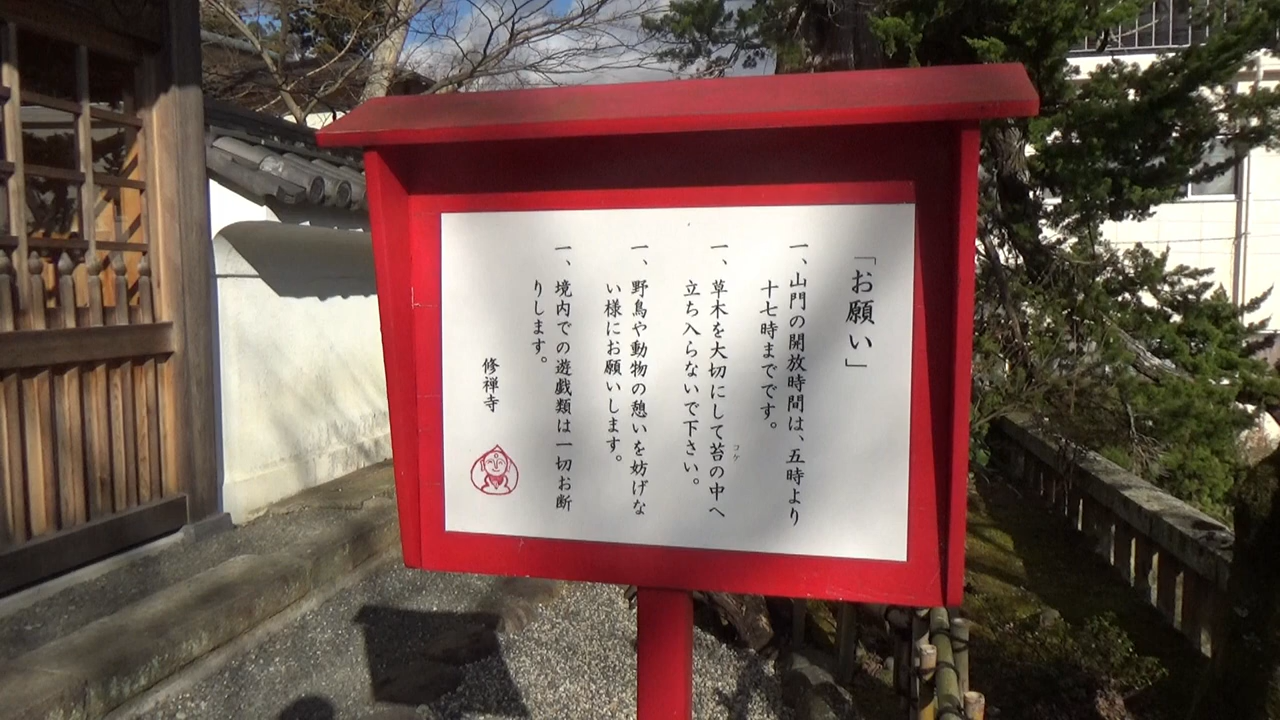 「お願い」
一、山門の開放時間は、五時より
十七時までです。
一、草木を大切にして苔の中へ
コケ
立ち入らないで下さい。
一、野鳥や動物の憩いを妨げな
い様にお願いします。
一、境内での遊戯類は一切お断
りします。
修禅寺